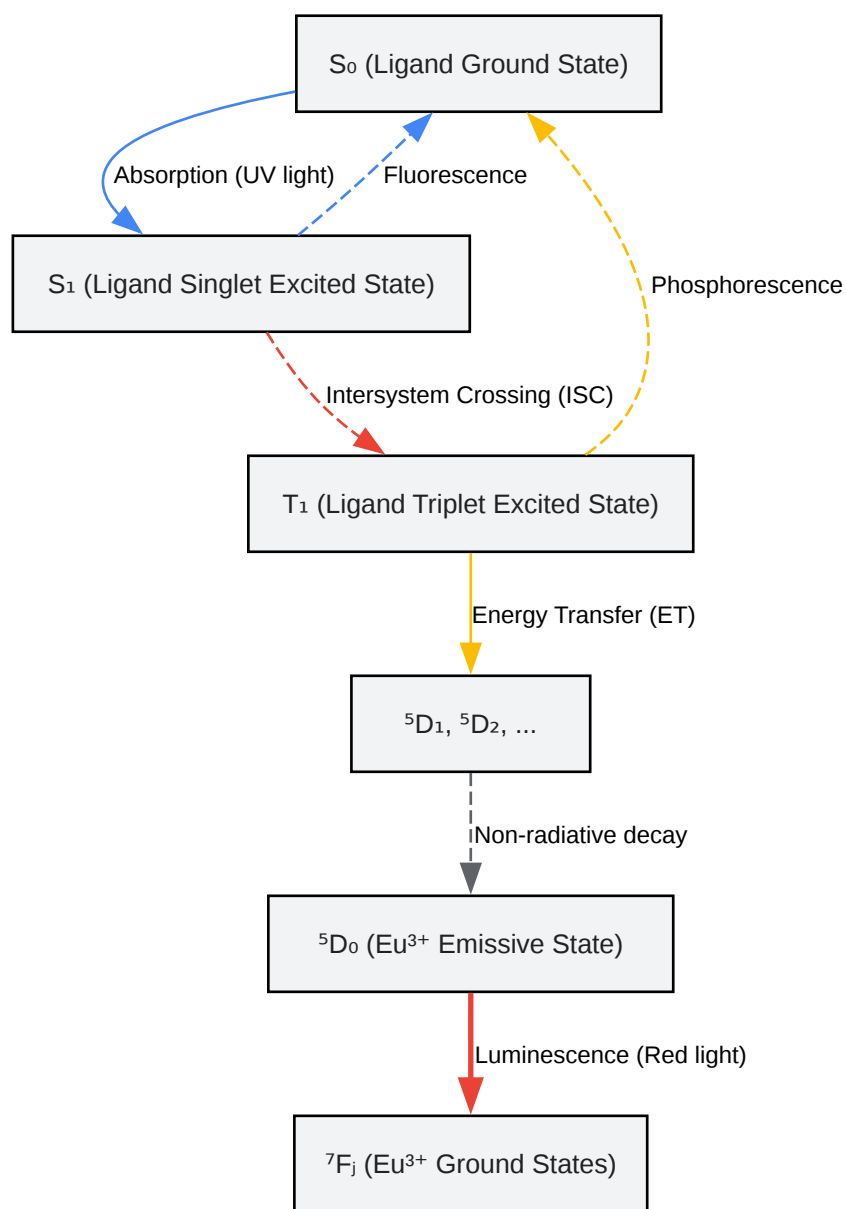 S₀ (Ligand Ground State)
Absorption (UV light)
Fluorescence
S₁ (Ligand Singlet Excited State)
Phosphorescence
Intersystem Crossing (ISC)
T₁ (Ligand Triplet Excited State)
Energy Transfer (ET)
⁵D₁, ⁵D₂, ...
Non-radiative decay
⁵D₀ (Eu³⁺ Emissive State)
Luminescence (Red light)
⁷Fⱼ (Eu³⁺ Ground States)